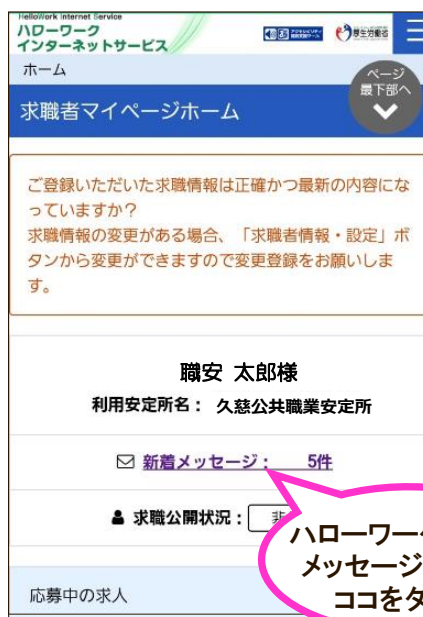 HelloWork Internet Service
ハローワーク
インターネットサービス
厚生労働省
ホーム
ページ
最下部へ
求職者マイページホーム
ご登録いただいた求職情報は正確かつ最新の内容にな
っていますか？
求職情報の変更がある場合、「求職者情報・設定」ボ
タンから変更ができますので変更登録をお願いしま
す。
職安 太郎様
利用安定所名： 久慈公共職業安定所
新着メッセージ： 5件
求職公開状況： 非
ハローワー
メッセージ
ココをタ
応募中の求人